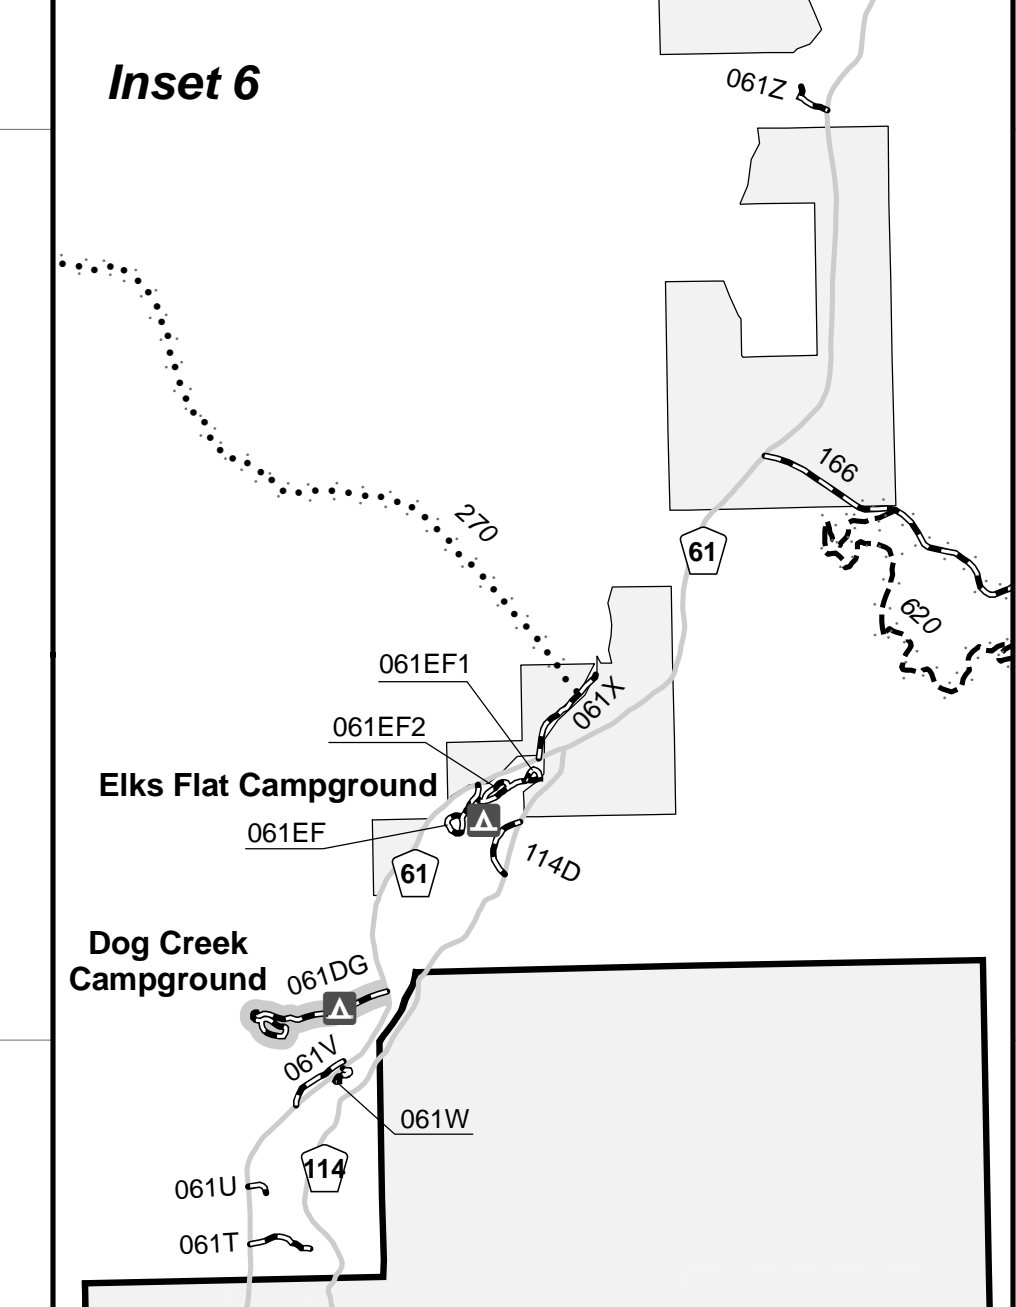 Inset 6
061Z
166
270
61
620
061EF1
061X
061EF2
Elks Flat Campground
061EF
61
114D
Dog Creek
Campground
061DG
061V
061W
114
061U
061T